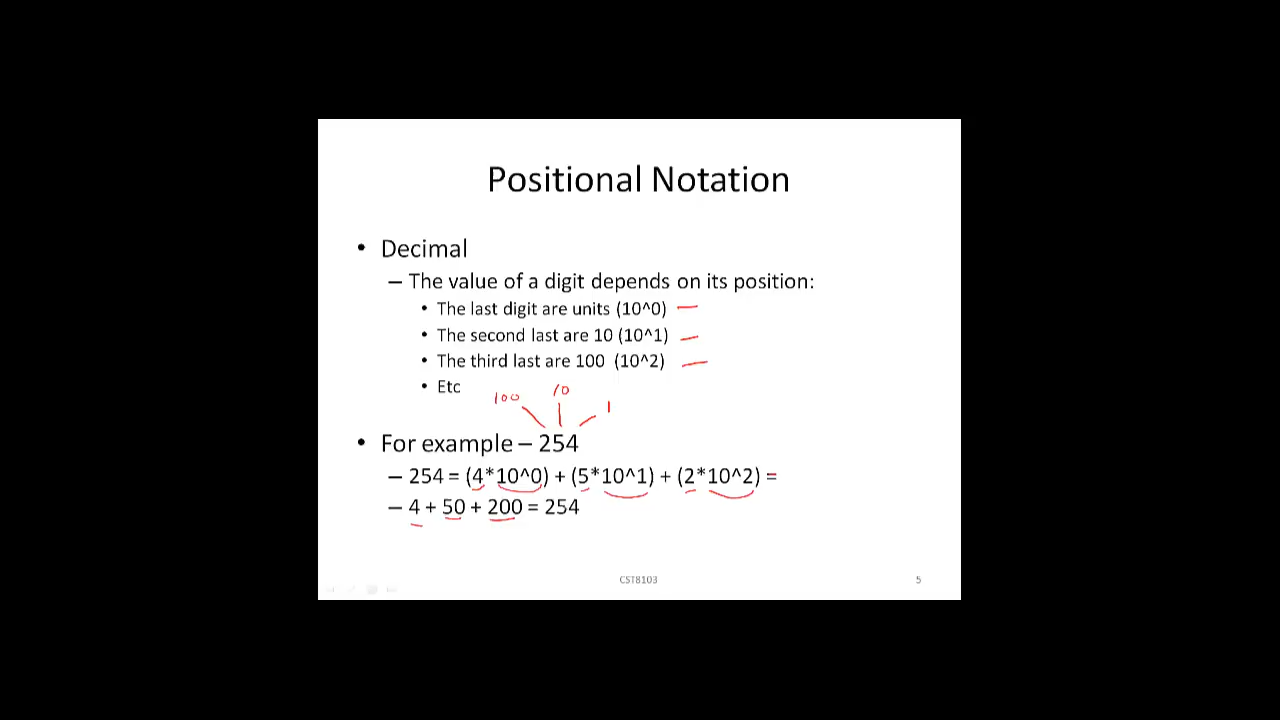 Positional Notation
• Decimal
– The value of a digit depends on its position:
• The last digit are units (10^0)
• The second last are 10 (10^1)
• The third last are 100 (10^2)
• Etc
100 10 1
• For example – 254
– 254 = (4*10^0) + (5*10^1) + (2*10^2) =
– 4 + 50 + 200 = 254
CST8103
5